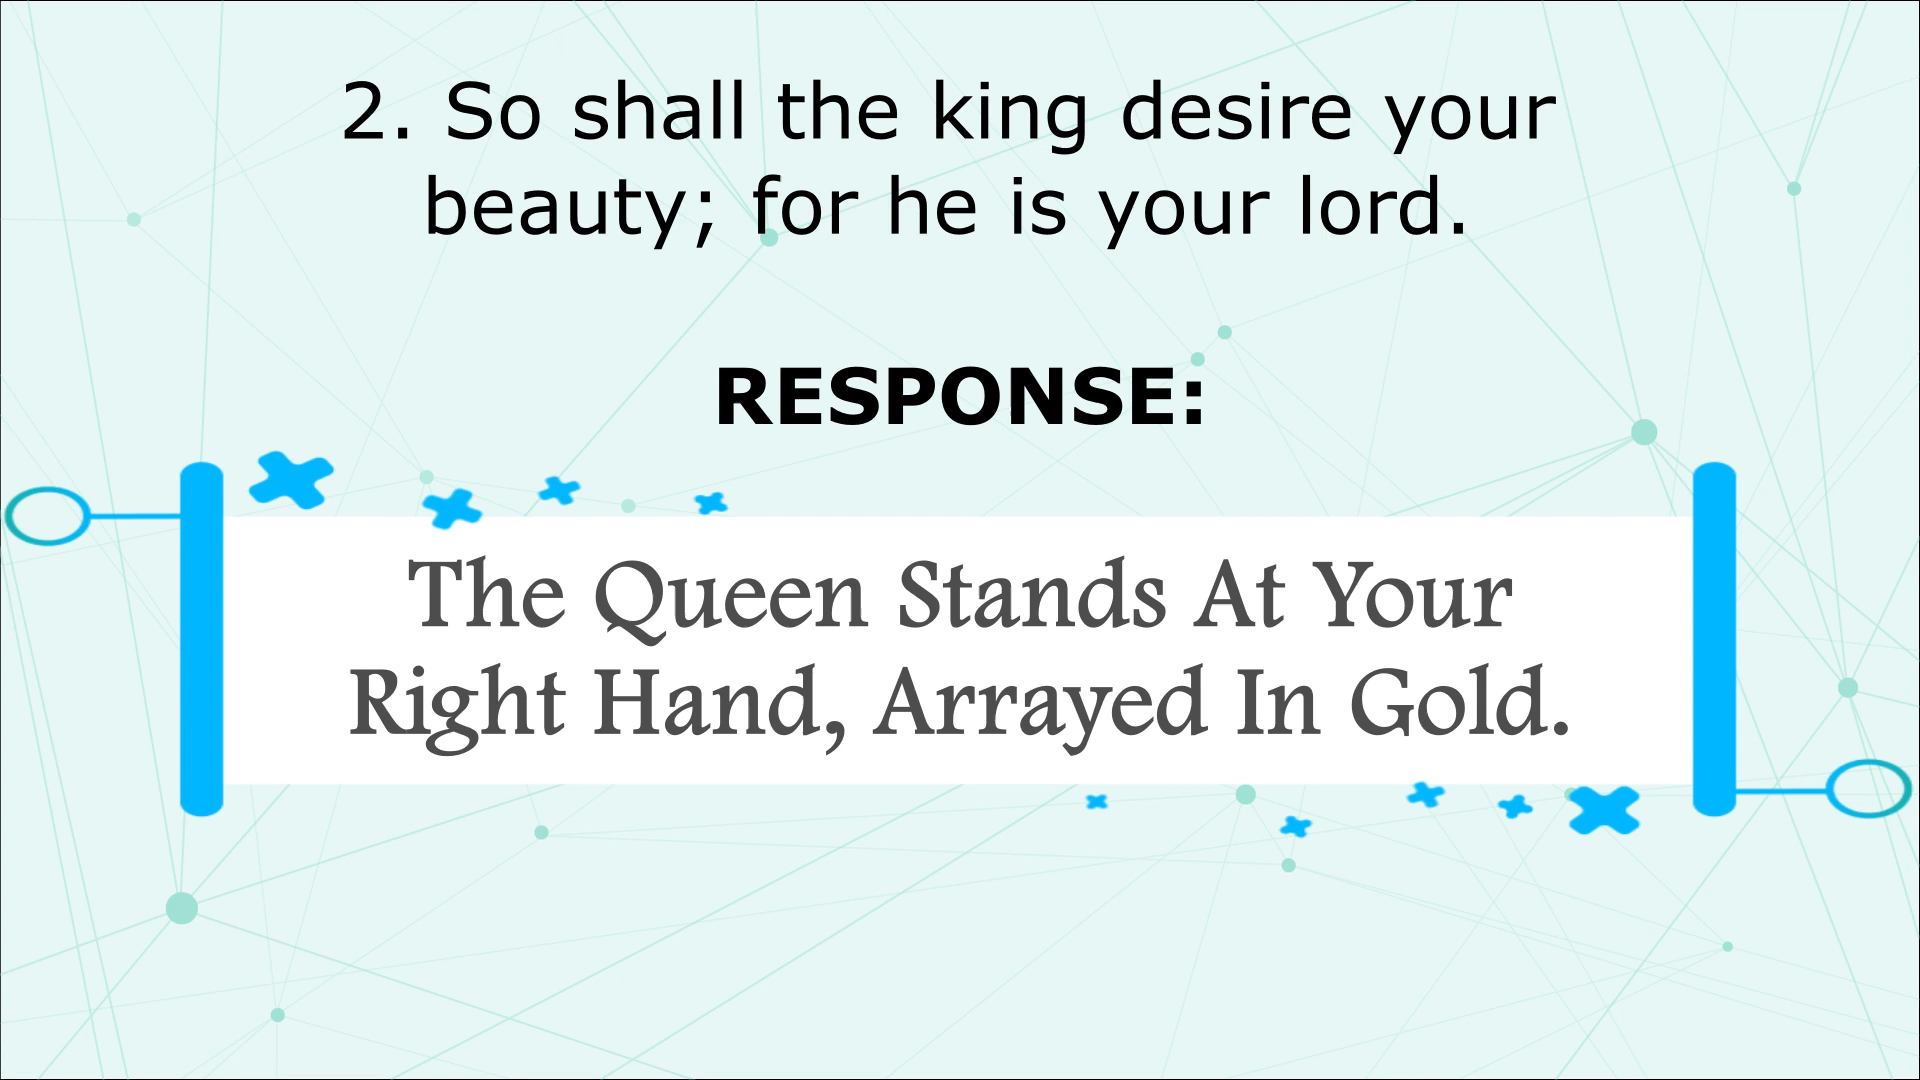 2. So shall the king desire your
beauty; for he is your lord.
RESPONSE:
The Queen Stands At Your
Right Hand, Arrayed In Gold.